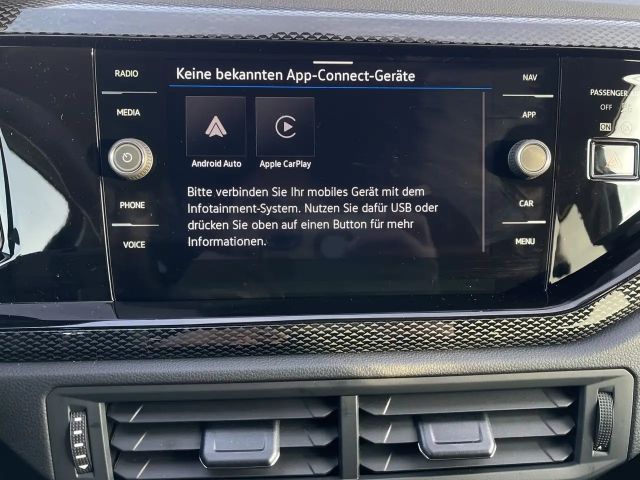 Keine bekannten App-Connect-Geräte
RADIO
MEDIA
PHONE
VOICE
Android Auto
Apple CarPlay
Bitte verbinden Sie Ihr mobiles Gerät mit dem
Infotainment-System. Nutzen Sie dafür USB oder
drücken Sie oben auf einen Button für mehr
Informationen.
NAV
APP
CAR
MENU
PASSENGER
OFF
ON